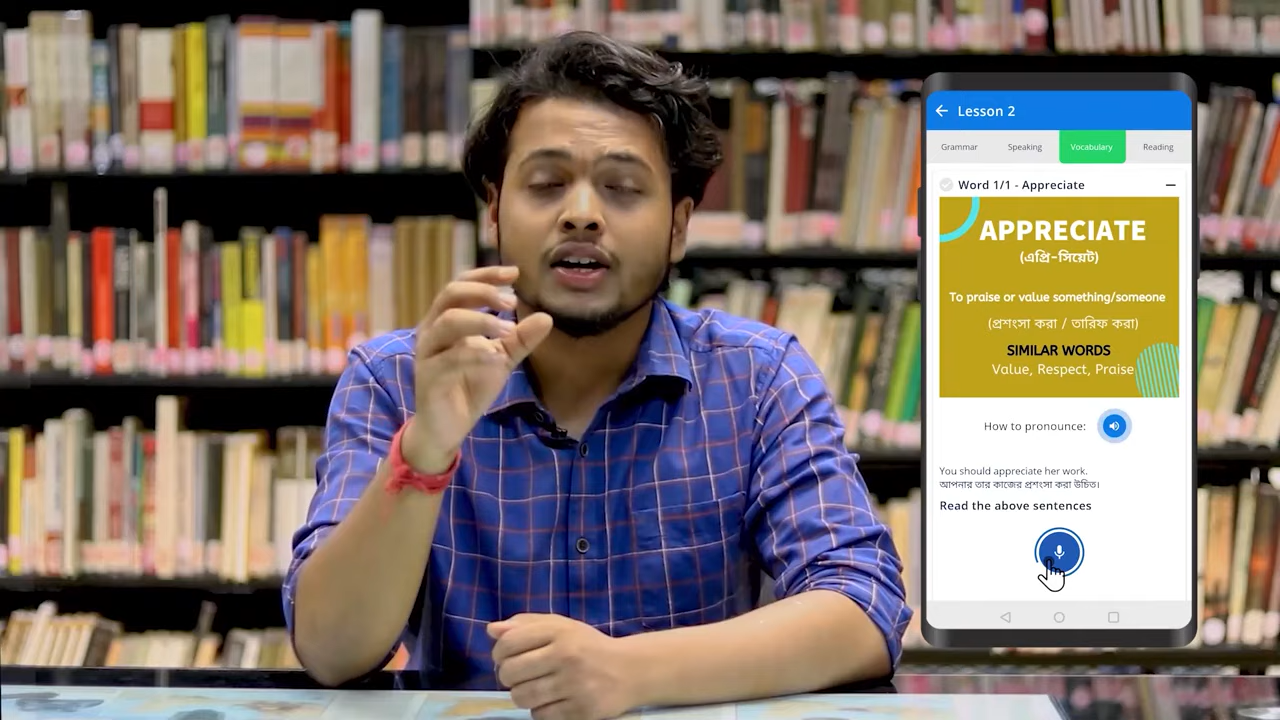 Lesson 2
Grammar Speaking Vocabulary Reading
Word 1/1 - Appreciate
APPRECIATE
(এপ্রি-সিয়েট)
To praise or value something/someone
(প্রশংসা করা / তারিফ করা)
SIMILAR WORDS
Value, Respect, Praise
How to pronounce:
You should appreciate her work.
আপনার তার কাজের প্রশংসা করা উচিত।
Read the above sentences